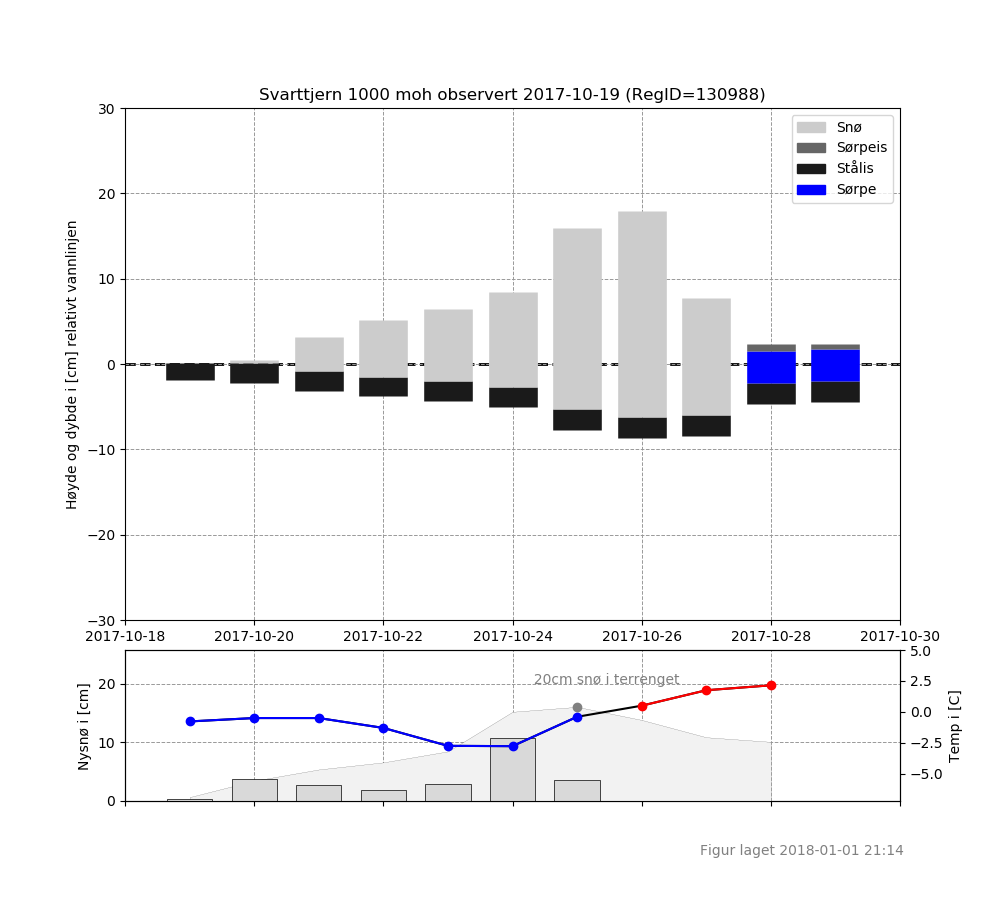 Svarttjern 1000 moh observert 2017-10-19 (RegID=130988)
30
20
10
0
−10
−20
−30
Høyde og dybde i [cm] relativt vannlinjen
Snø
Sørpeis
Stålis
Sørpe
2017-10-18 2017-10-20 2017-10-22 2017-10-24 2017-10-26 2017-10-28 2017-10-30
20
10
0
Nysnø i [cm]
20cm snø i terrenget
5.0
2.5
0.0
−2.5
−5.0
Temp i [C]
Figur laget 2018-01-01 21:14